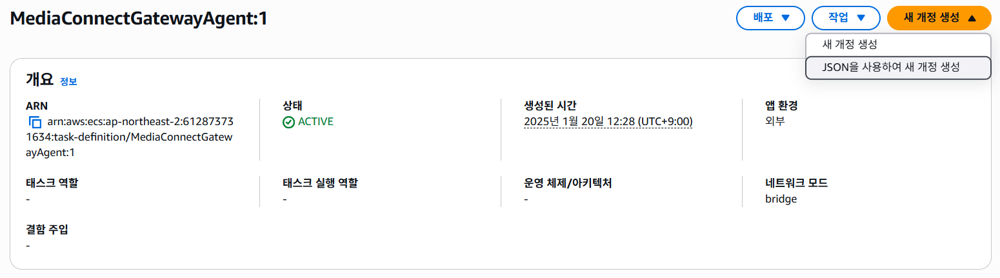 MediaConnectGatewayAgent:1
배포
작업
새 개정 생성
새 개정 생성
JSON을 사용하여 새 개정 생성
개요 정보
ARN
arn:aws:ecs:ap-northeast-2:61287373
1634:task-definition/MediaConnectGatew
ayAgent:1
상태
ACTIVE
생성된 시간
2025년 1월 20일 12:28 (UTC+9:00)
앱 환경
외부
태스크 역할
-
태스크 실행 역할
-
운영 체제/아키텍처
-
네트워크 모드
bridge
결함 주입
-